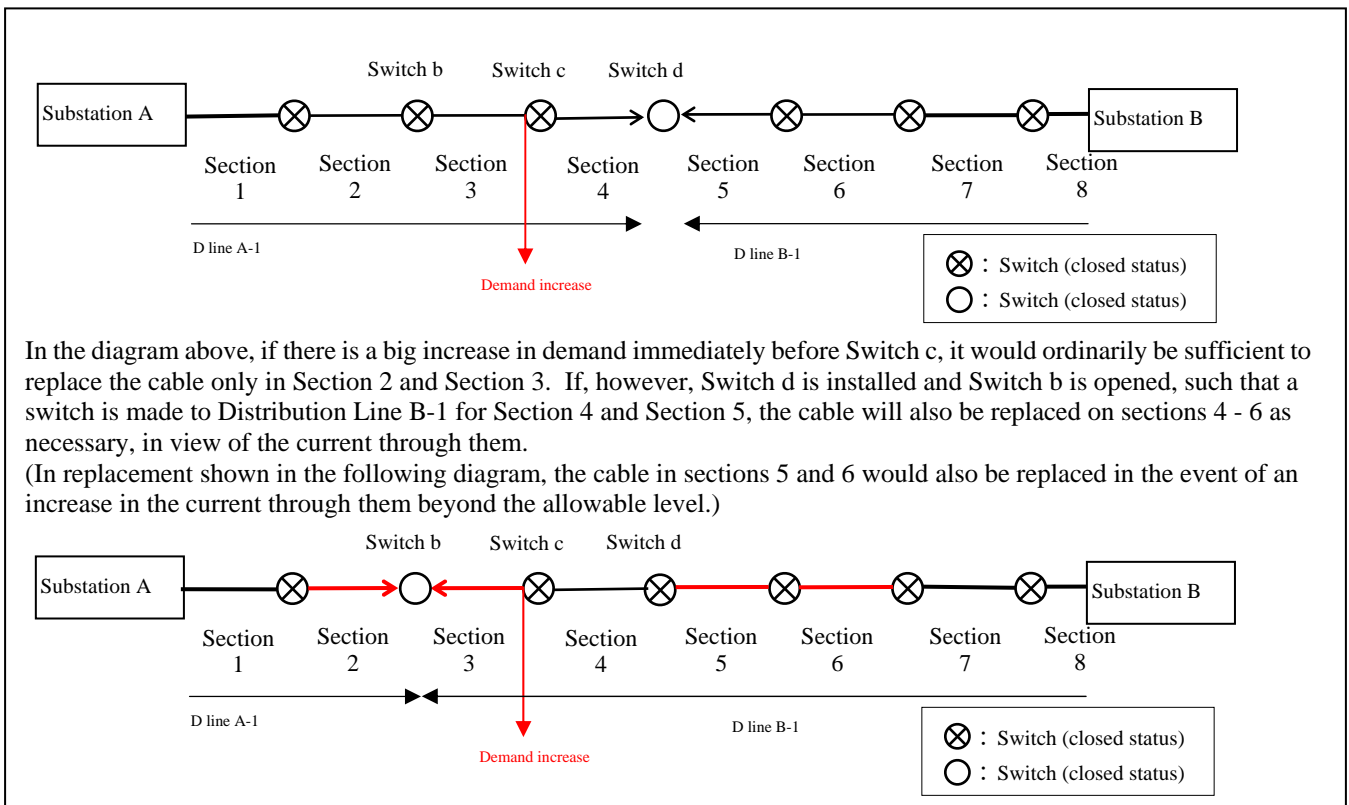 Switch b Switch c Switch d
Substation A
Substation B
Section 1 Section 2 Section 3 Section 4 Section 5 Section 6 Section 7 Section 8
D line A-1 D line B-1
Demand increase
: Switch (closed status)
: Switch (closed status)
In the diagram above, if there is a big increase in demand immediately before Switch c, it would ordinarily be sufficient to
replace the cable only in Section 2 and Section 3. If, however, Switch d is installed and Switch b is opened, such that a
switch is made to Distribution Line B-1 for Section 4 and Section 5, the cable will also be replaced on sections 4 - 6 as
necessary, in view of the current through them.
(In replacement shown in the following diagram, the cable in sections 5 and 6 would also be replaced in the event of an
increase in the current through them beyond the allowable level.)
Switch b Switch c Switch d
Substation A
Substation B
Section 1 Section 2 Section 3 Section 4 Section 5 Section 6 Section 7 Section 8
D line A-1 D line B-1
Demand increase
: Switch (closed status)
: Switch (closed status)